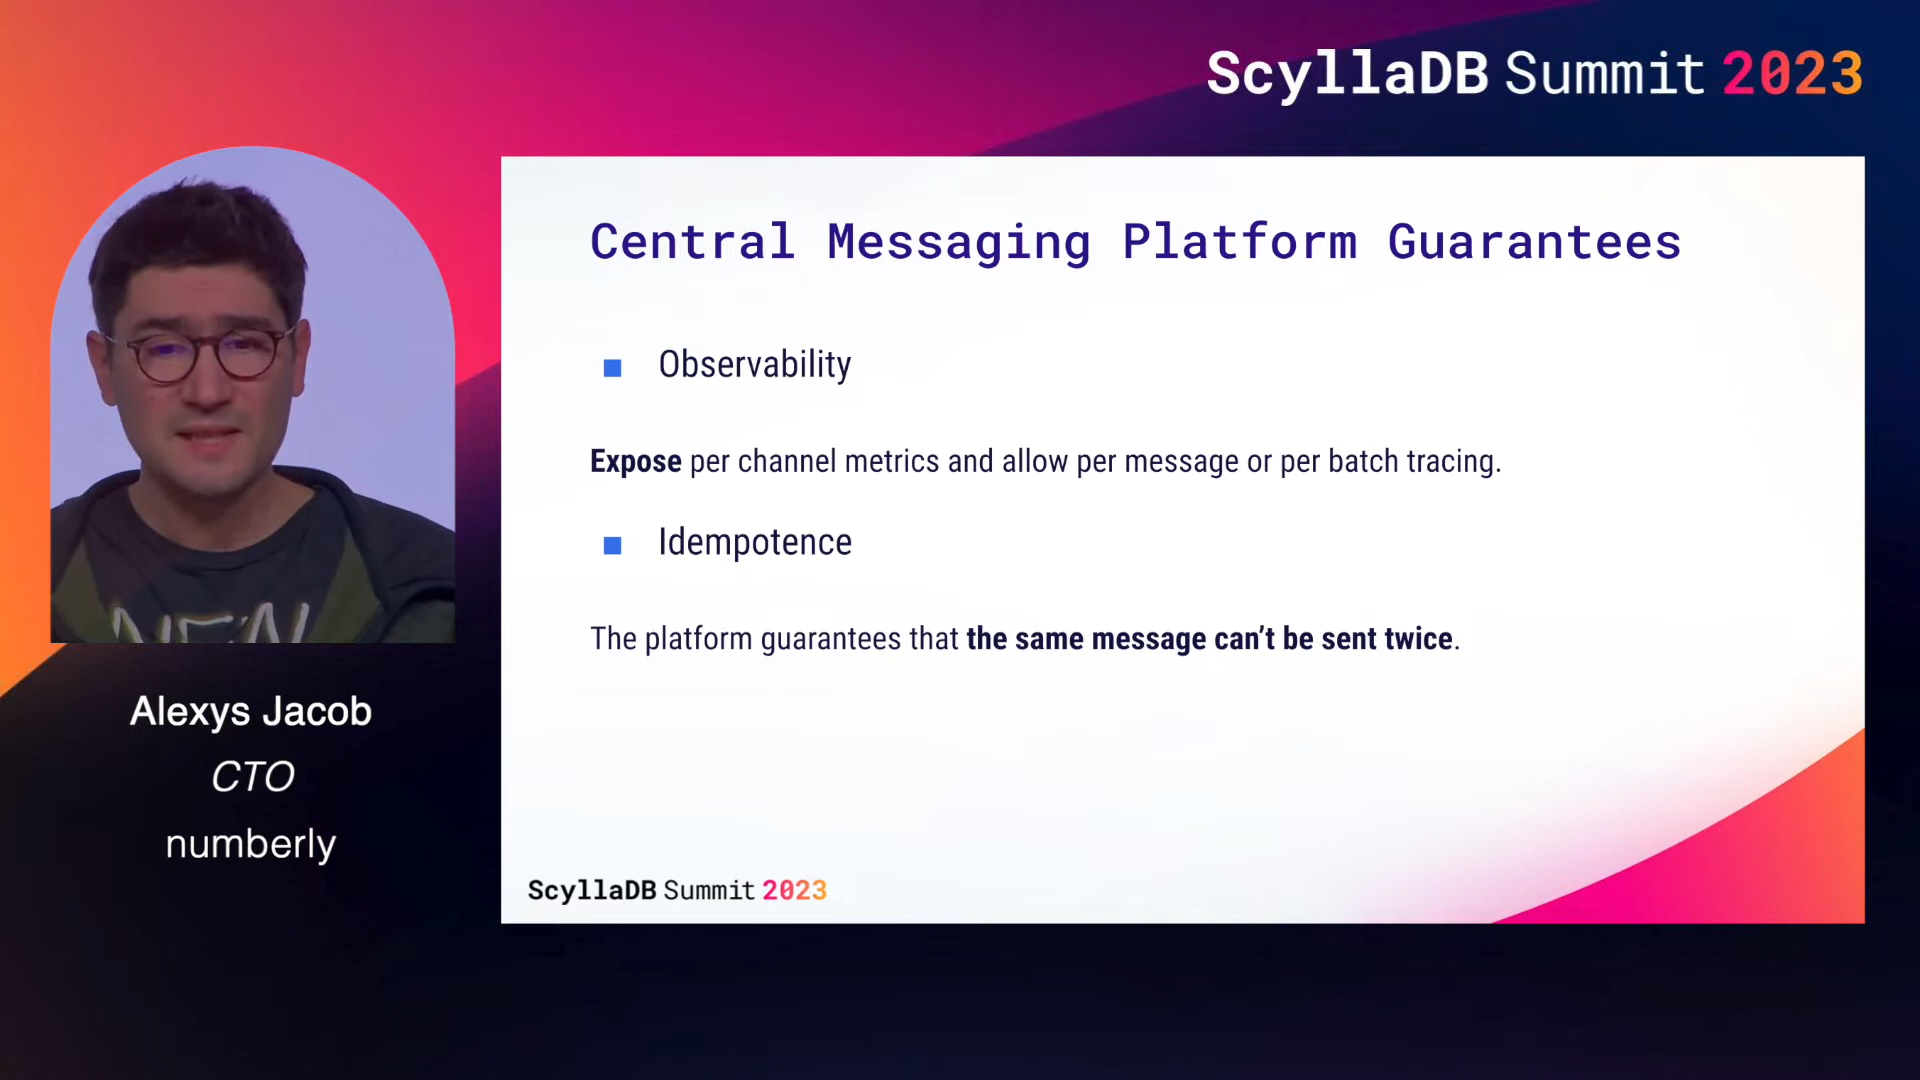 ScyllaDB Summit 2023
Central Messaging Platform Guarantees
Observability
Expose per channel metrics and allow per message or per batch tracing.
Idempotence
The platform guarantees that the same message can’t be sent twice.
ScyllaDB Summit 2023
Alexys Jacob
CTO
numberly